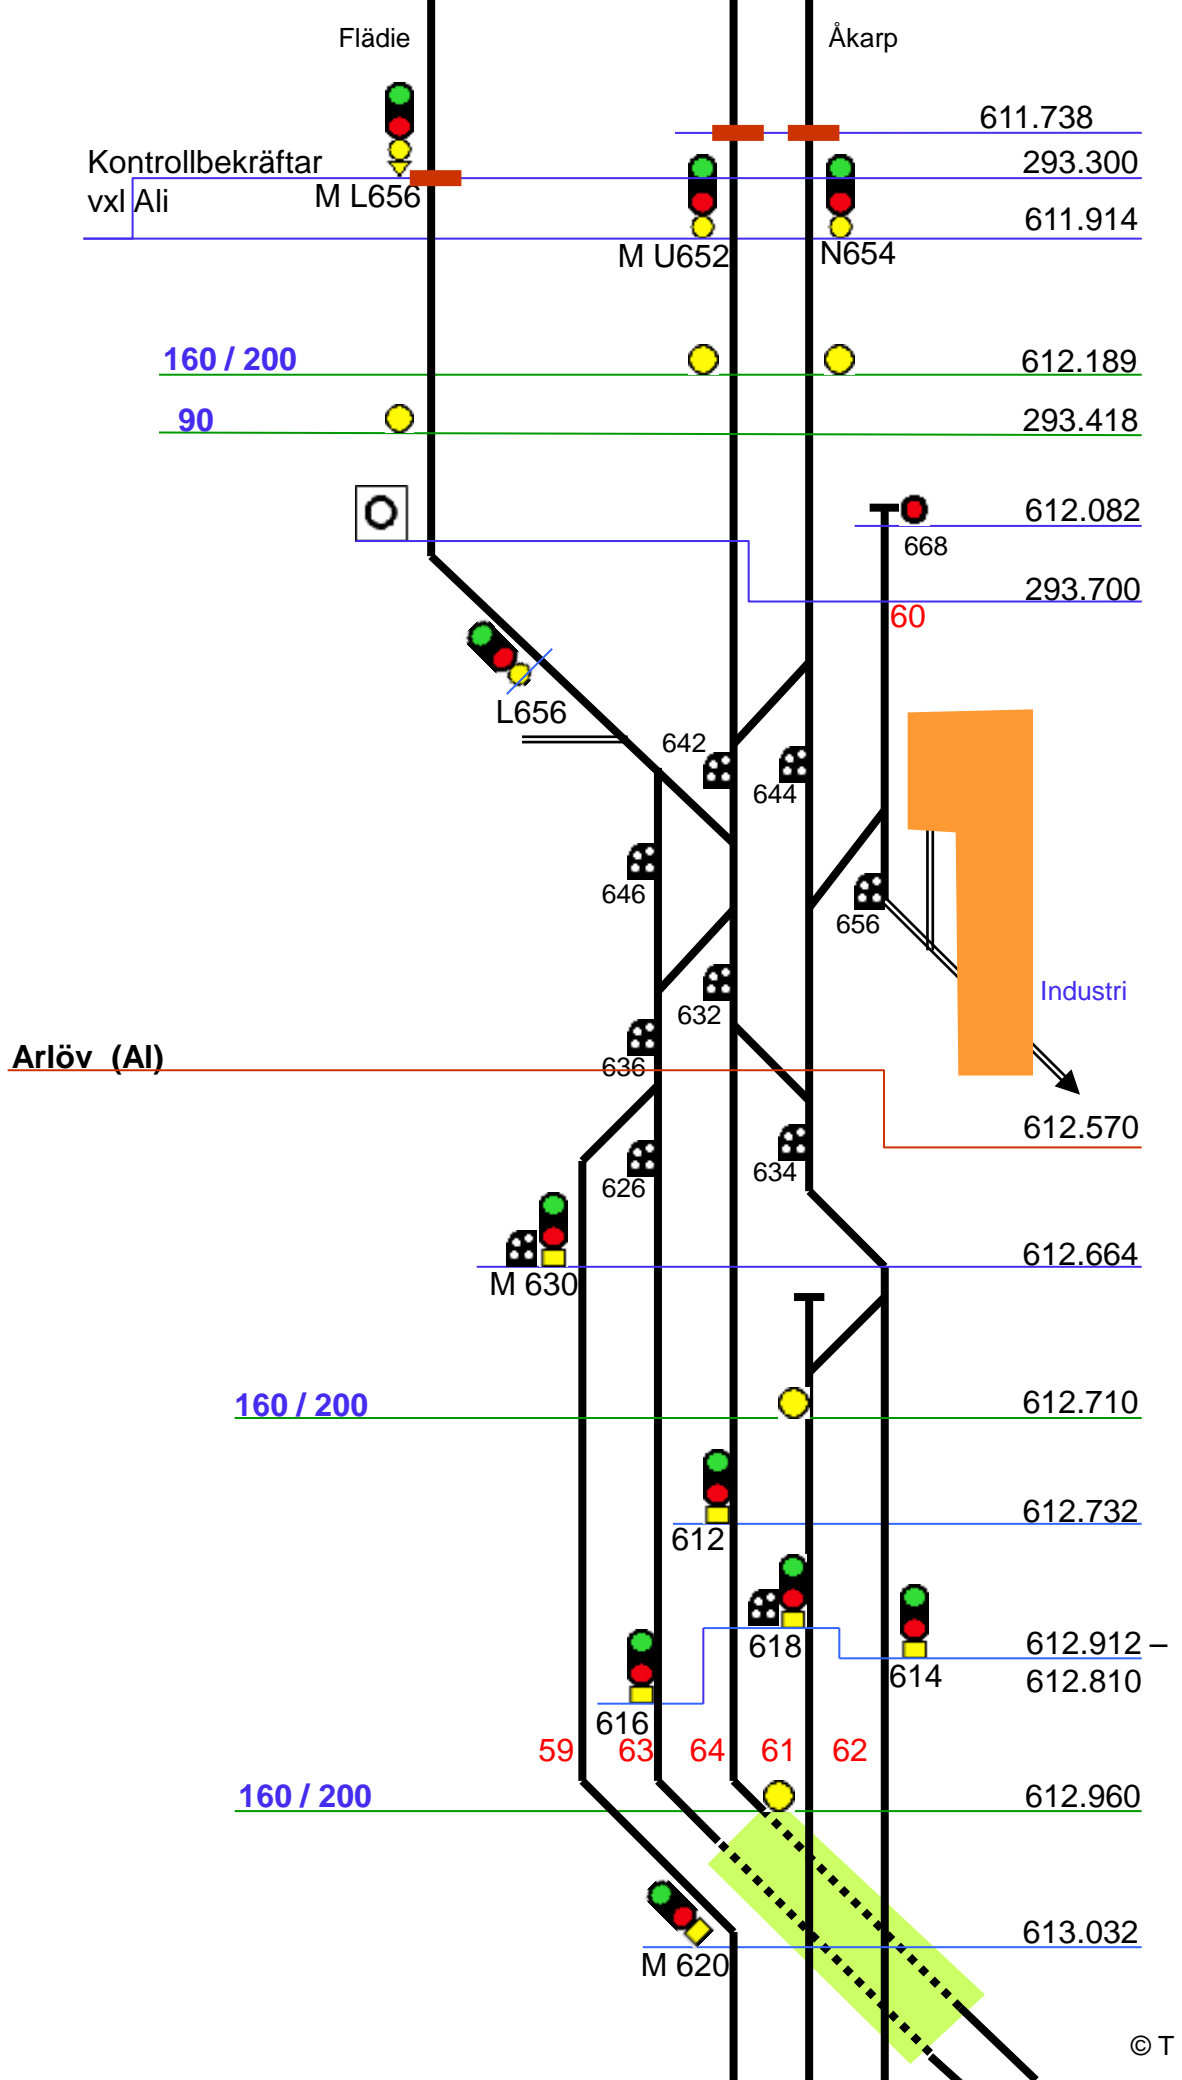 Flädie
Åkarp
611.738
Kontrollbekräftar
293.300
vxl Ali
M L656
611.914
M U652
N654
160 / 200
612.189
90
293.418
612.082
668
293.700
60
L656
642
644
646
656
Industri
632
Arlöv (Al)
636
612.570
634
626
612.664
M 630
160 / 200
612.710
612.732
612
618
612.912 –
614
612.810
616
59
63
64
61
62
160 / 200
612.960
613.032
M 620
© T